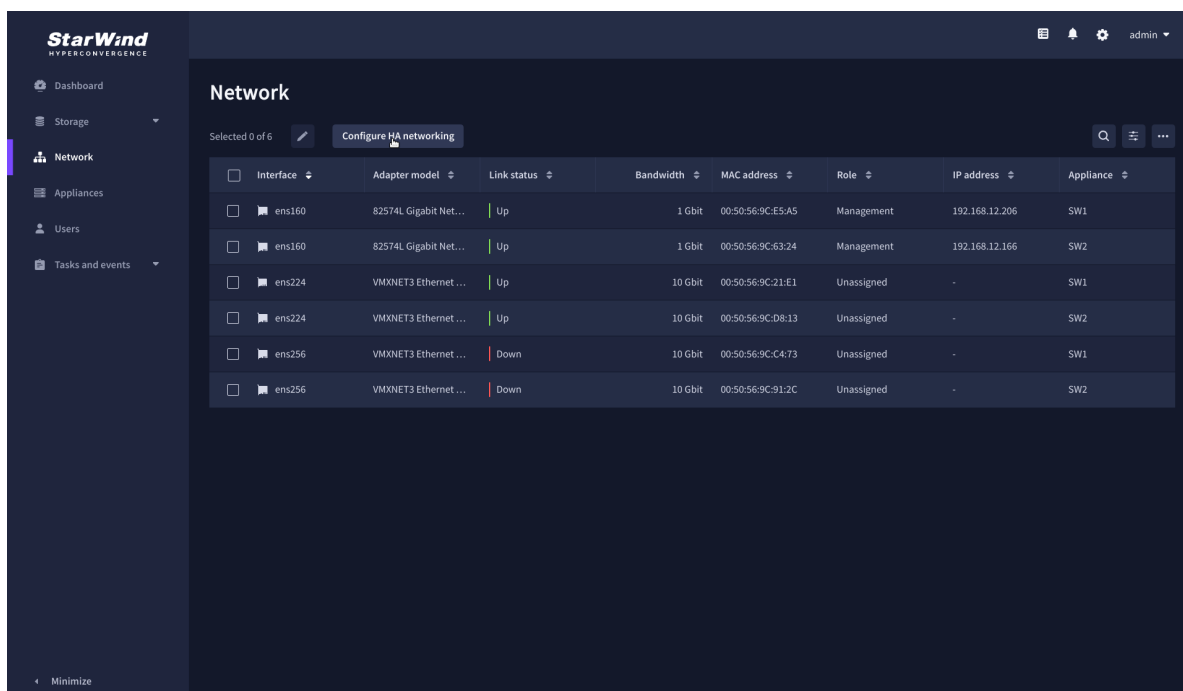 StarWind
HYPERCONVERGENCE
admin
Dashboard
Storage
Network
Appliances
Users
Tasks and events
Minimize
Network
Selected 0 of 6 Configure HA networking
Interface Adapter model Link status Bandwidth MAC address Role IP address Appliance
ens160 82574L Gigabit Net... Up 1 Gbit 00:50:56:9C:E5:A5 Management 192.168.12.206 SW1
ens160 82574L Gigabit Net... Up 1 Gbit 00:50:56:9C:63:24 Management 192.168.12.166 SW2
ens224 VMXNET3 Ethernet ... Up 10 Gbit 00:50:56:9C:21:E1 Unassigned - SW1
ens224 VMXNET3 Ethernet ... Up 10 Gbit 00:50:56:9C:D8:13 Unassigned - SW2
ens256 VMXNET3 Ethernet ... Down 10 Gbit 00:50:56:9C:C4:73 Unassigned - SW1
ens256 VMXNET3 Ethernet ... Down 10 Gbit 00:50:56:9C:91:2C Unassigned - SW2